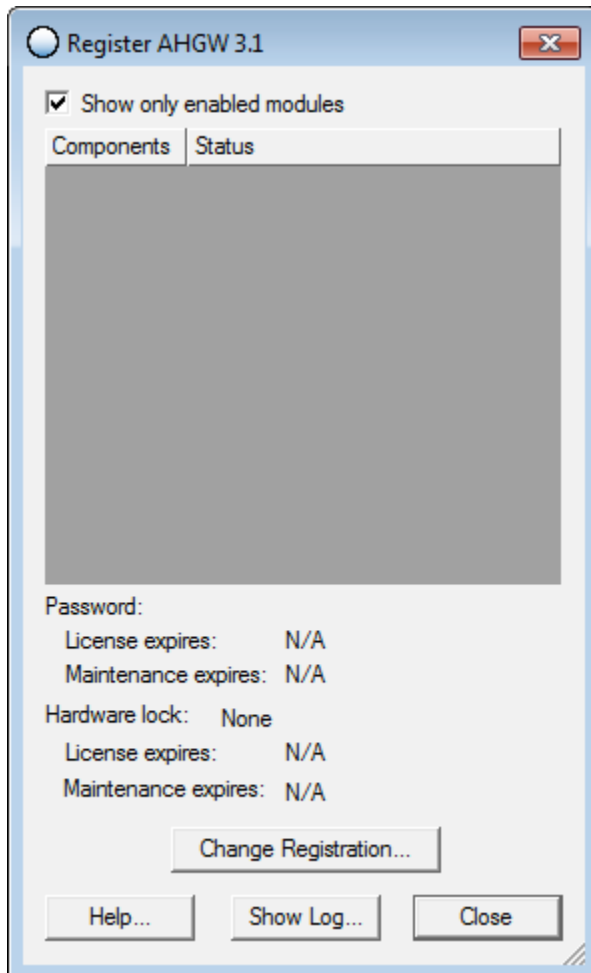 Register AHGW 3.1
Show only enabled modules
Components Status
Password:
License expires: N/A
Maintenance expires: N/A
Hardware lock: None
License expires: N/A
Maintenance expires: N/A
Change Registration...
Help... Show Log... Close